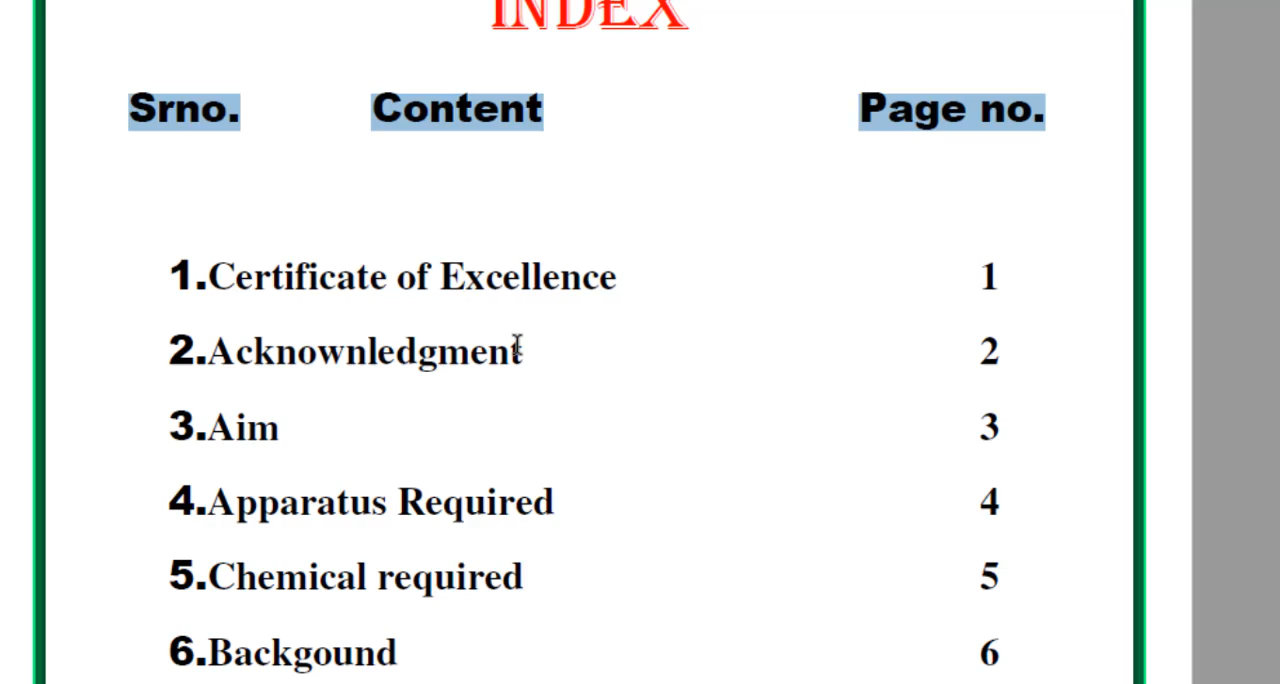 INDEX
Srno. Content Page no.
1.Certificate of Excellence 1
2.Acknownledgment 2
3.Aim 3
4.Apparatus Required 4
5.Chemical required 5
6.Backgound 6